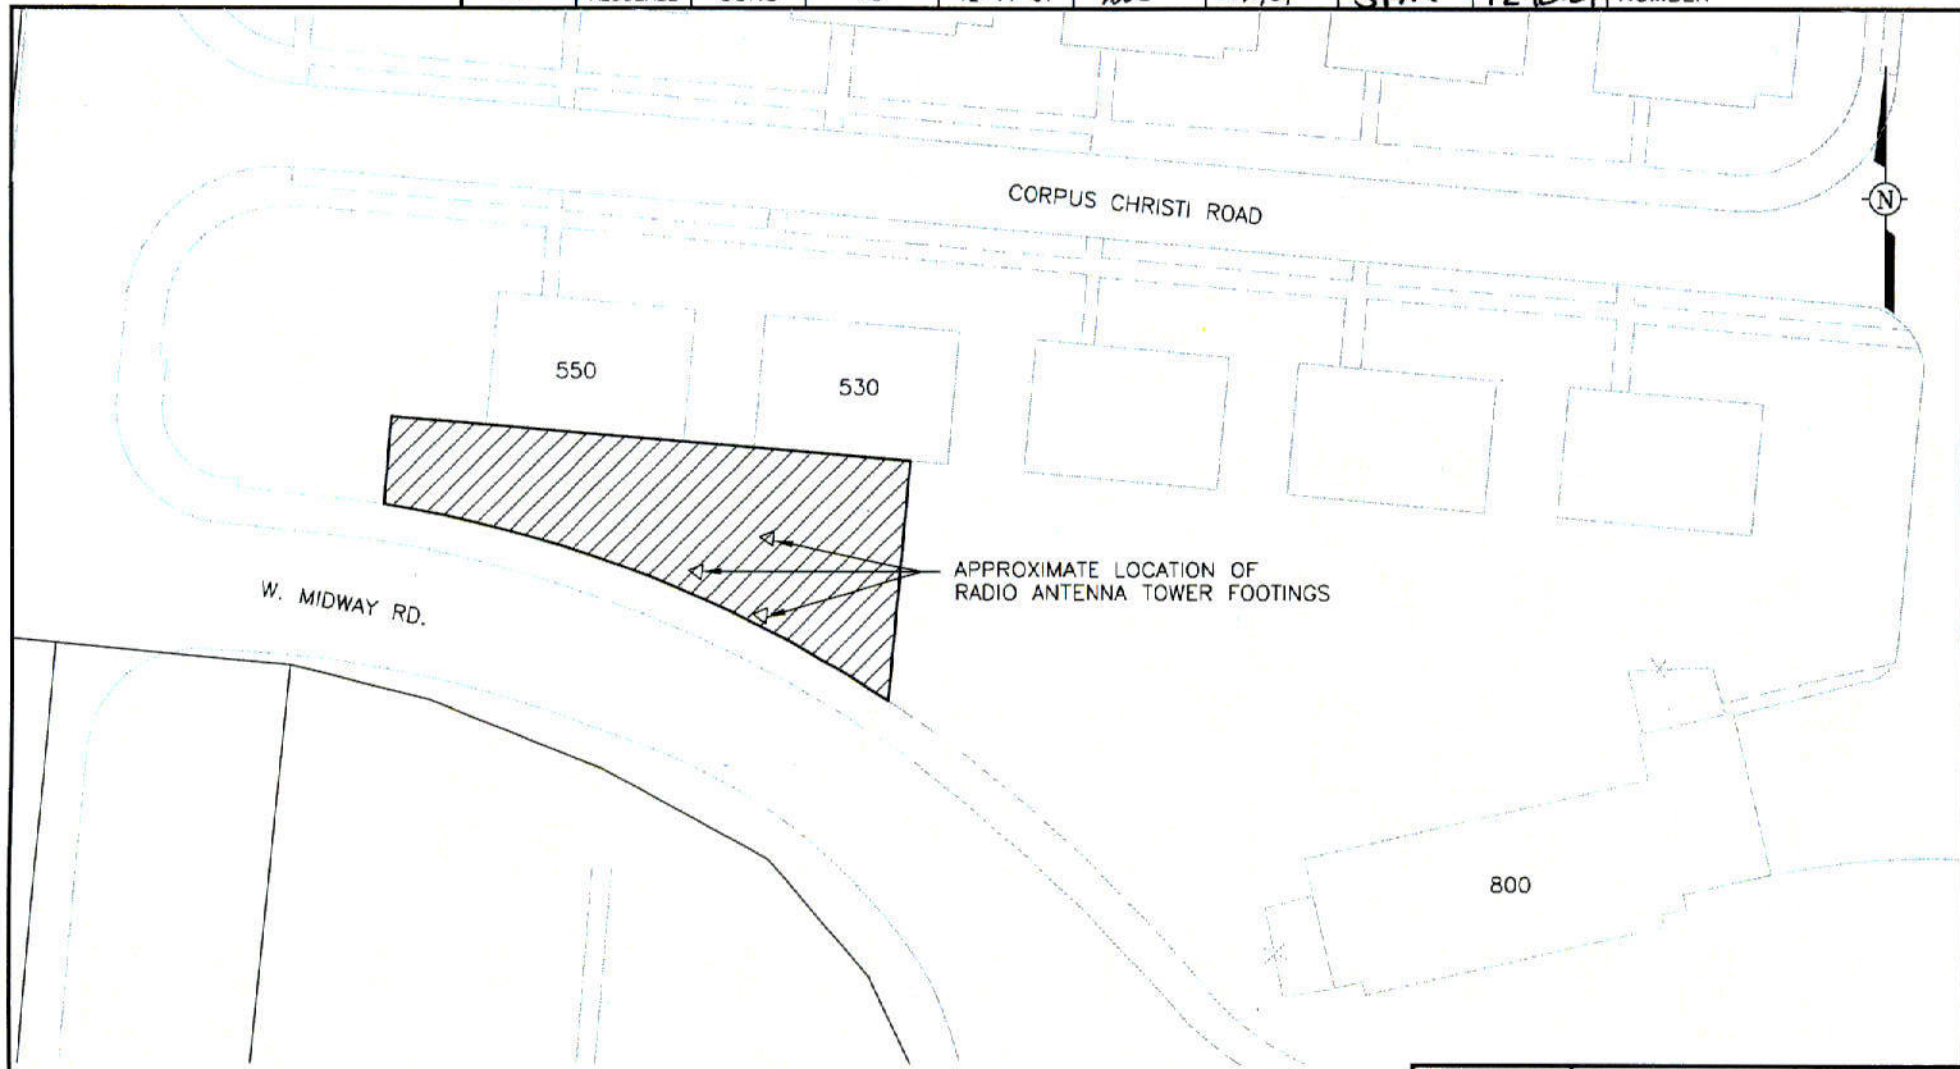 CORPUS CHRISTI ROAD
N
550
530
APPROXIMATE LOCATION OF
RADIO ANTENNA TOWER FOOTINGS
W. MIDWAY RD.
800